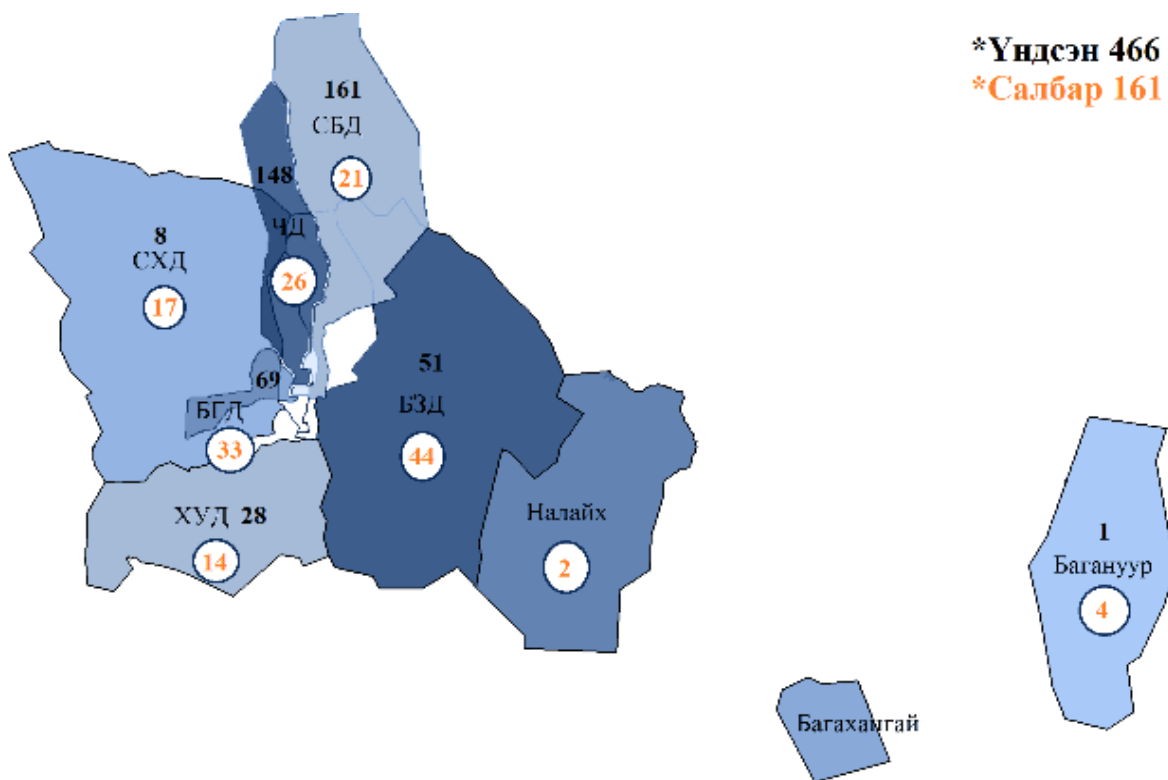 *Үндсэн 466
*Салбар 161
161
СБД
21
148
ЧД
26
8
СХД
17
69
БГД
33
51
БЗД
44
ХУД 28
14
Налайх
2
1
Багануур
4
Багахангай